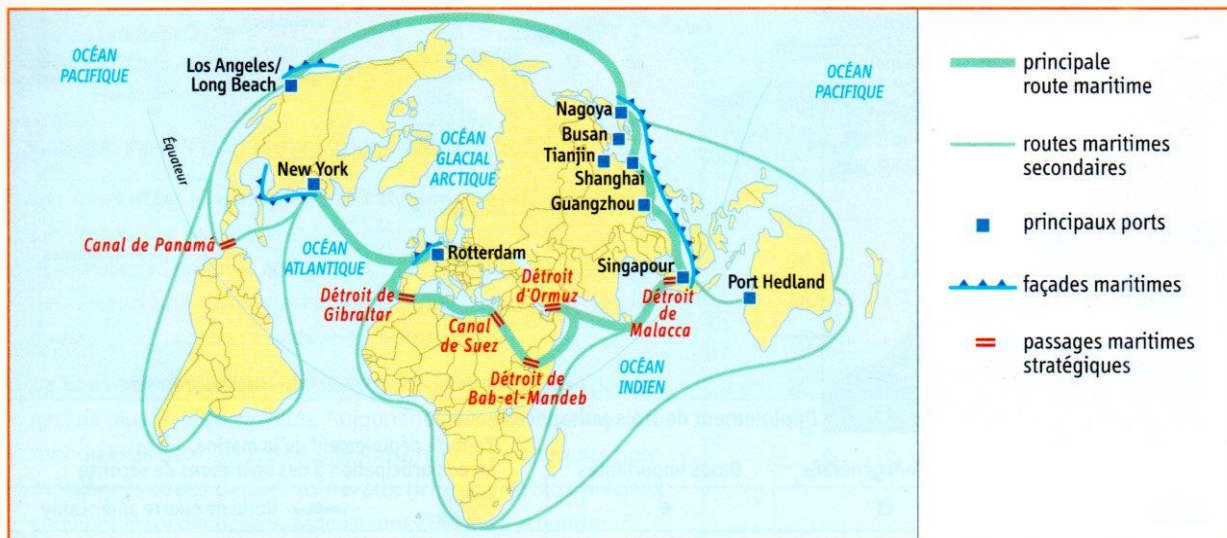 OCÉAN
PACIFIQUE
Los Angeles/
Long Beach
Équateur
New York
Canal de Panamá
OCÉAN
ATLANTIQUE
OCÉAN
GLACIAL
ARCTIQUE
Rotterdam
Détroit de
Gibraltar
Canal
de Suez
Détroit
d'Ormuz
Détroit de
Bab-el-Mandeb
OCÉAN
INDIEN
Nagoya
Busan
Tianjin
Shanghai
Guangzhou
Singapour
Détroit
de
Malacca
Port Hedland
OCÉAN
PACIFIQUE
principale
route maritime
routes maritimes
secondaires
principaux ports
façades maritimes
passages maritimes
stratégiques